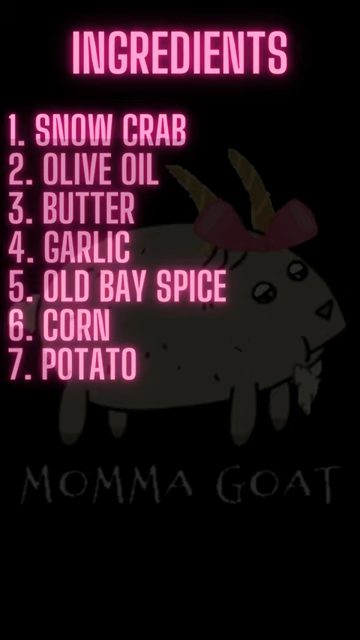 INGREDIENTS
1. SNOW CRAB
2. OLIVE OIL
3. BUTTER
4. GARLIC
5. OLD BAY SPICE
6. CORN
7. POTATO
MOMMA GOAT